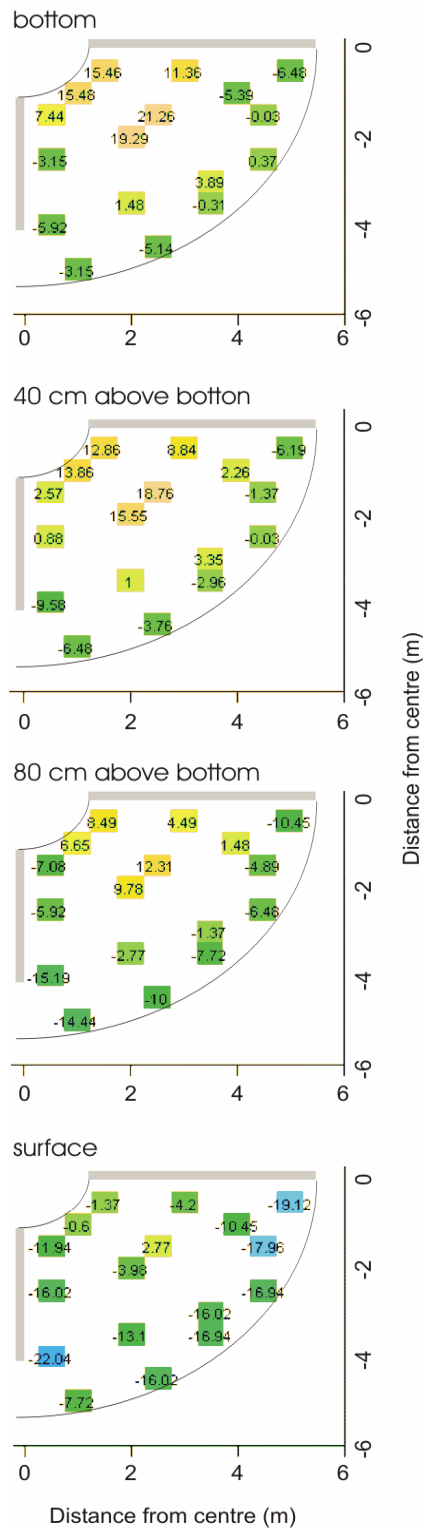 bottom
0
15.46 11.36 -6.48
15.48 -5.39
7.44 21.26 -0.03
-2
19.29
-3.15 0.37
3.89
1.48 -0.31
-4
-5.92
-5.14
-3.15
-6
0 2 4 6
40 cm above botton
0
12.86 8.84 -6.19
13.86 2.26
2.57 18.76 -1.37
-2
15.55
0.88 -0.03
3.35
1 -2.96
-4
-9.58
-3.76
-6.48
-6
0 2 4 6
Distance from centre (m)
80 cm above bottom
0
8.49 4.49 -10.45
6.65 1.48
-7.08 12.31 -4.89
-2
9.78
-5.92 -6.48
-1.37
-2.77 -7.72
-4
-15.19
-10
-14.44
-6
0 2 4 6
surface
0
-1.37 -4.2 -19.12
-0.6 -10.45
-11.94 2.77 -17.96
-2
-3.98
-16.02 -16.94
-16.02
-13.1 -16.94
-4
-22.04
-16.02
-7.72
-6
0 2 4 6
Distance from centre (m)